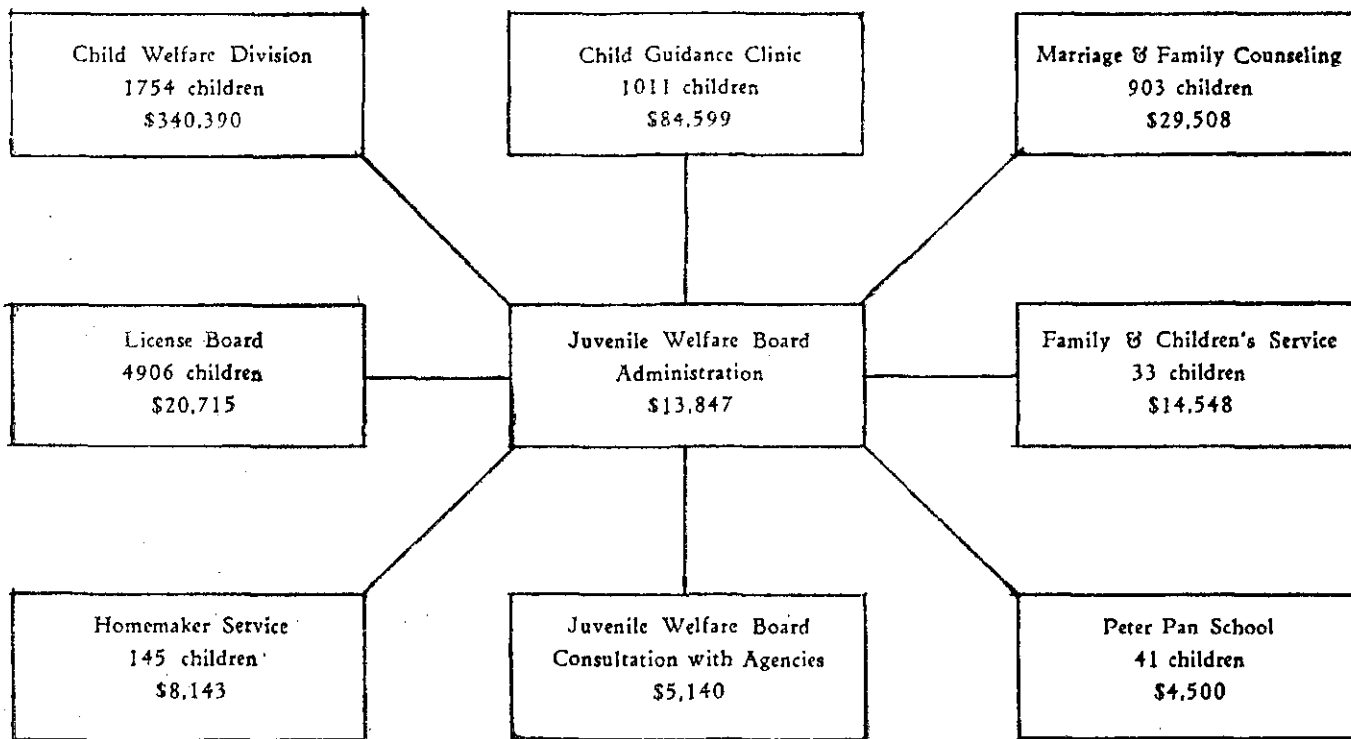 Child Welfare Division
1754 children
$340,390
Child Guidance Clinic
1011 children
$84,599
Marriage & Family Counseling
903 children
$29,508
License Board
4906 children
$20,715
Juvenile Welfare Board
Administration
$13,847
Family & Children's Service
33 children
$14,548
Homemaker Service
145 children
$8,143
Juvenile Welfare Board
Consultation with Agencies
$5,140
Peter Pan School
41 children
$4,500